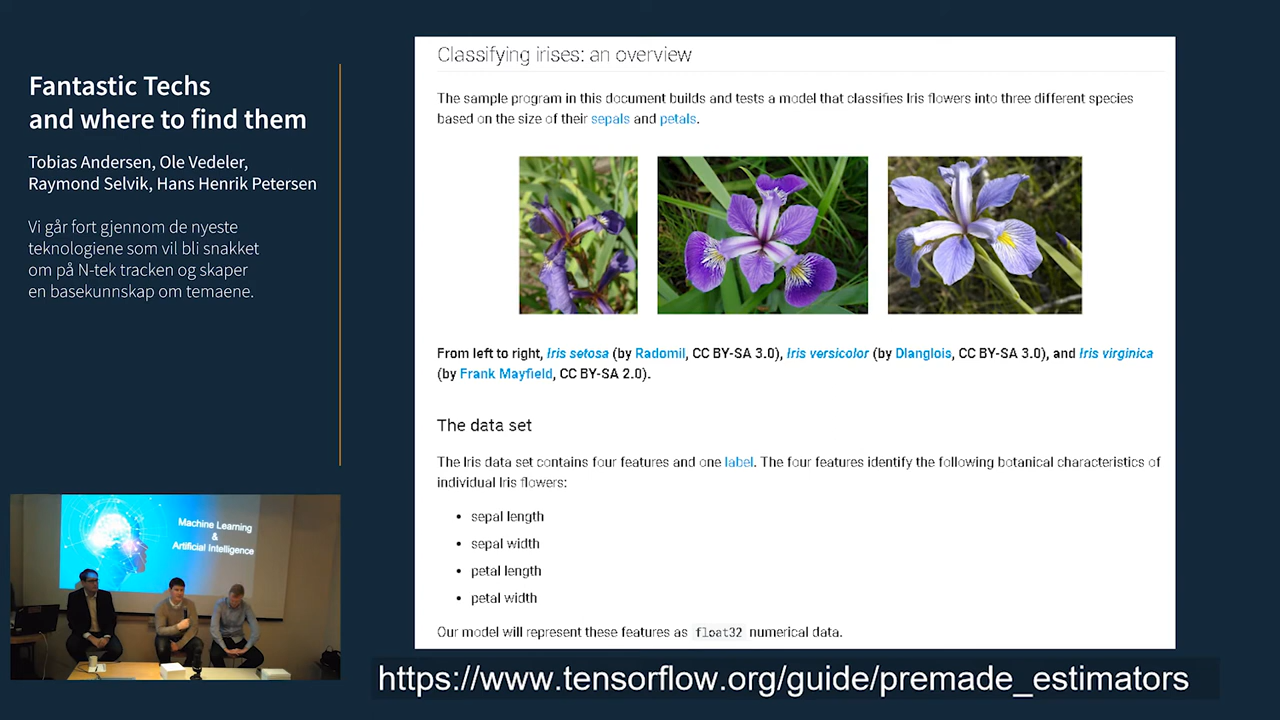 Fantastic Techs
and where to find them
Tobias Andersen, Ole Vedeler,
Raymond Selvik, Hans Henrik Petersen
Vi går fort gjennom de nyeste
teknologiene som vil bli snakket
om på N-tek tracken og skaper
en basekunnskap om temaene.
Machine Learning
&
Artificial Intelligence
Classifying irises: an overview
The sample program in this document builds and tests a model that classifies Iris flowers into three different species
based on the size of their sepals and petals.
From left to right, Iris setosa (by Radomil, CC BY-SA 3.0), Iris versicolor (by Dlanglois, CC BY-SA 3.0), and Iris virginica
(by Frank Mayfield, CC BY-SA 2.0).
The data set
The Iris data set contains four features and one label. The four features identify the following botanical characteristics of
individual Iris flowers:
• sepal length
• sepal width
• petal length
• petal width
Our model will represent these features as float32 numerical data.
https://www.tensorflow.org/guide/premade_estimators